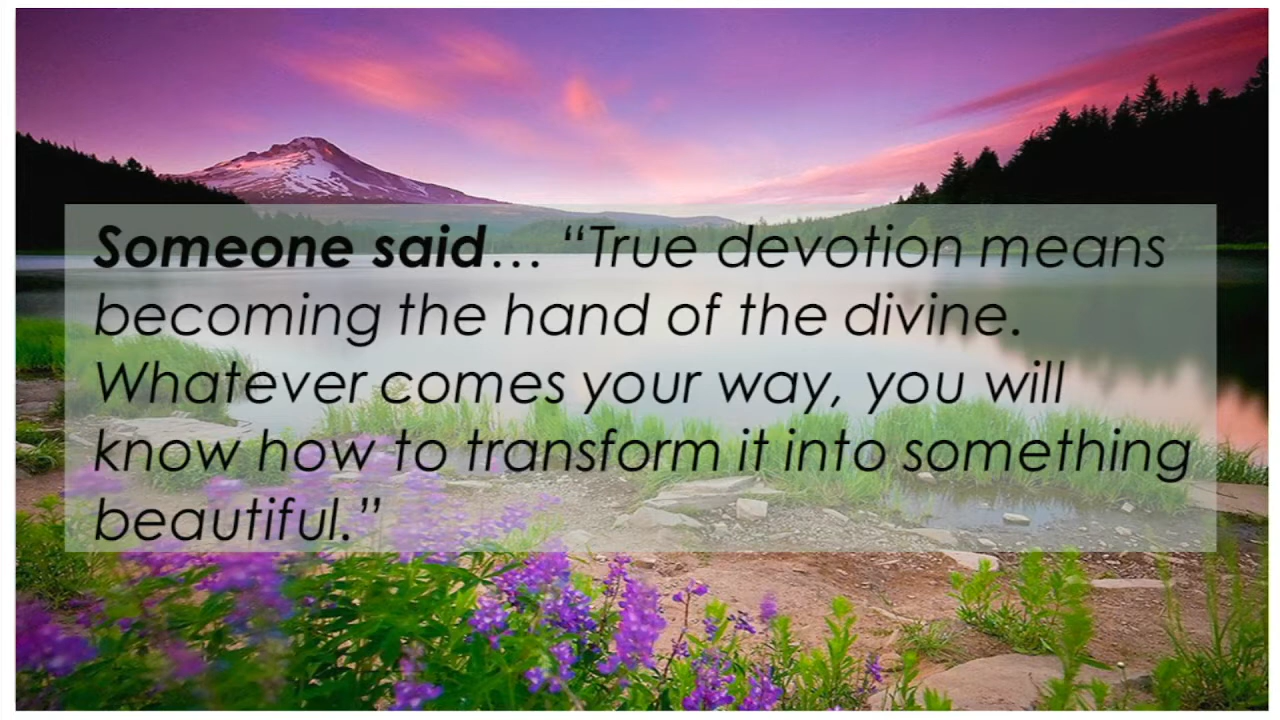 Someone said… “True devotion means
becoming the hand of the divine.
Whatever comes your way, you will
know how to transform it into something
beautiful.”